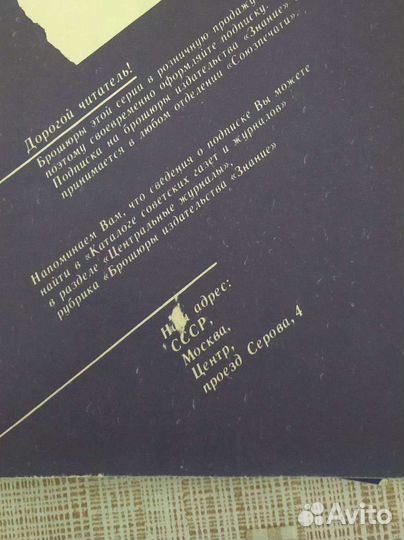 Дорогой читатель!
Брошюры этой серии в розничную продажу
поэтому своевременно оформляйте подписку.
Подписка на брошюры издательства «Знание»
принимается в любом отделении «Союзпечати».
Напоминаем Вам, что сведения о подписке Вы можете
найти в «Каталоге советских газет и журналов»
в разделе «Центральные журналы»,
рубрика «Брошюры издательства «Знание»
адрес:
СССР,
Москва,
Центр,
проезд Серова, 4
Avito